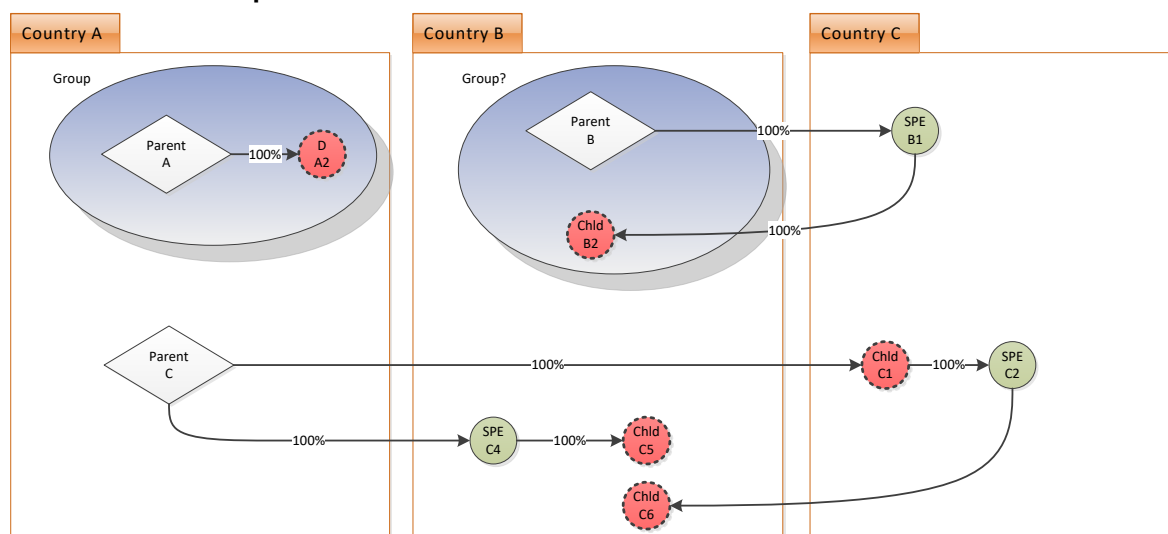 Country A
Country B
Country C
Group
Group?
Parent
A
100%
D
A2
Parent
B
100%
SPE
B1
Chld
B2
100%
Parent
C
100%
Chld
C1
100%
SPE
C2
100%
SPE
C4
100%
Chld
C5
Chld
C6